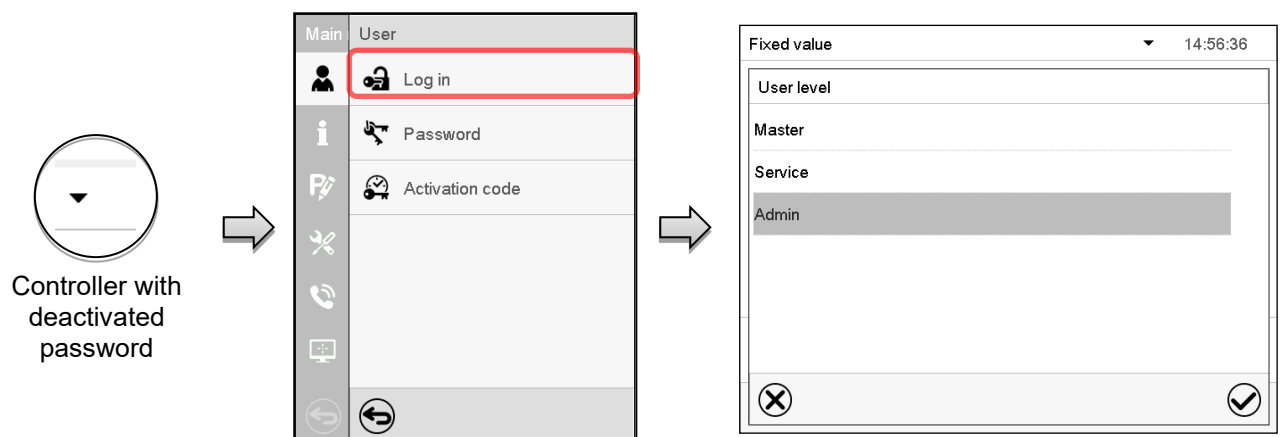 Controller with
deactivated
password
Main
User
Log in
Password
Activation code
Fixed value
14:56:36
User level
Master
Service
Admin